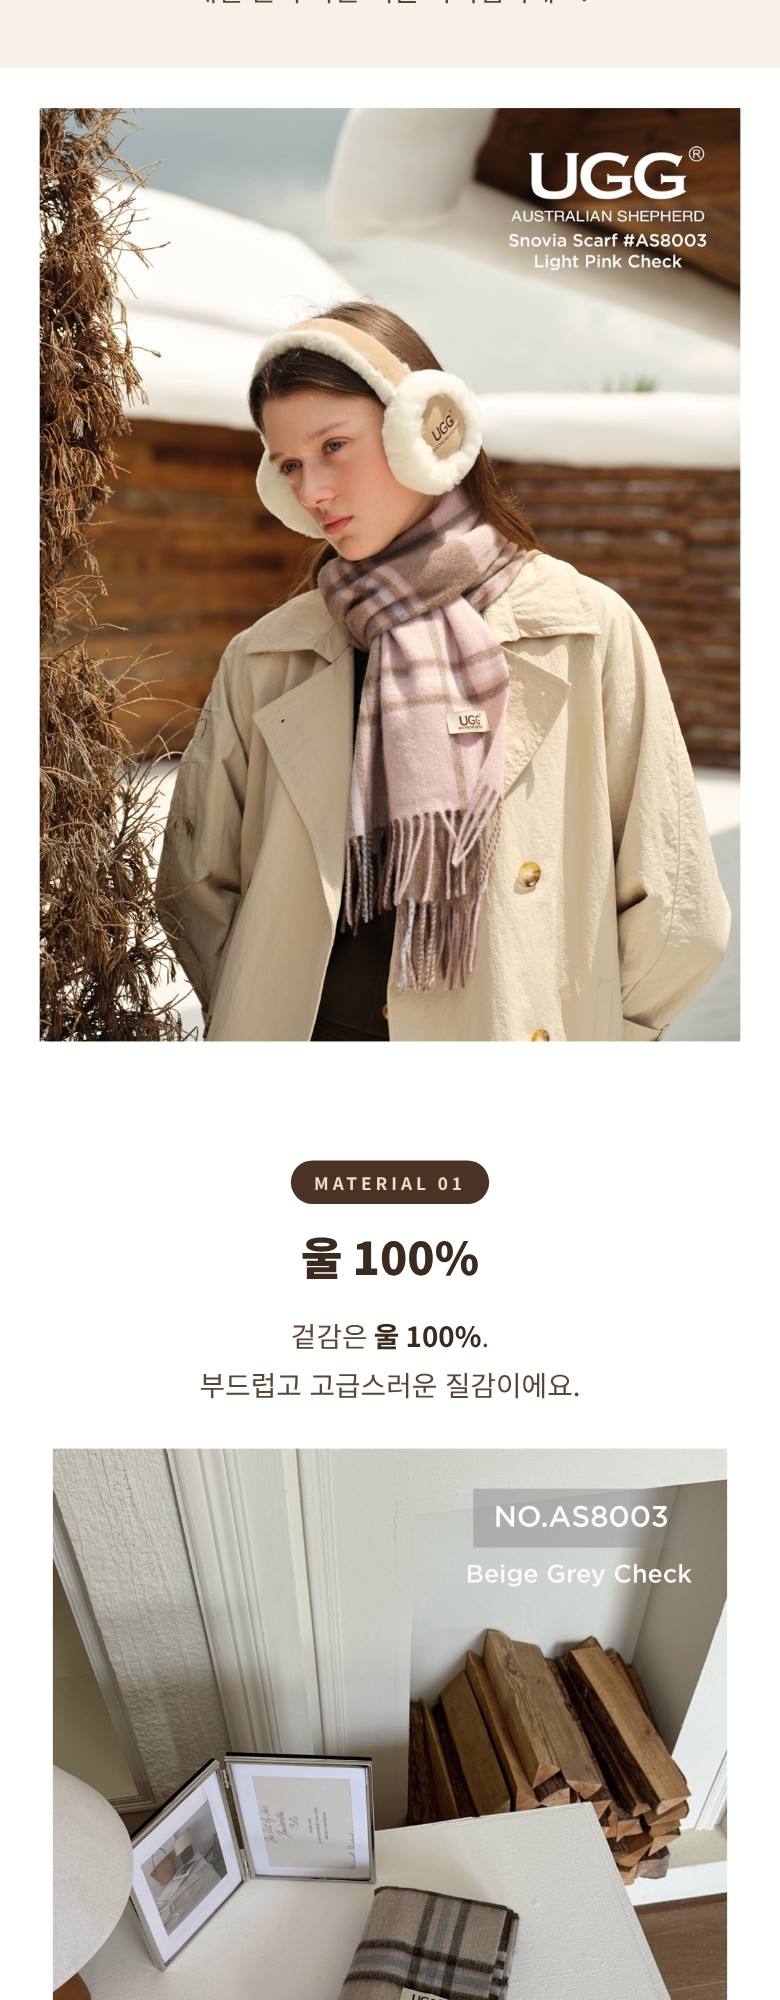 UGG®
AUSTRALIAN SHEPHERD
Snovia Scarf #AS8003
Light Pink Check
UGG
UGG
MATERIAL 01
울 100%
겉감은 울 100%.
부드럽고 고급스러운 질감이에요.
NO.AS8003
Beige Grey Check
UGG